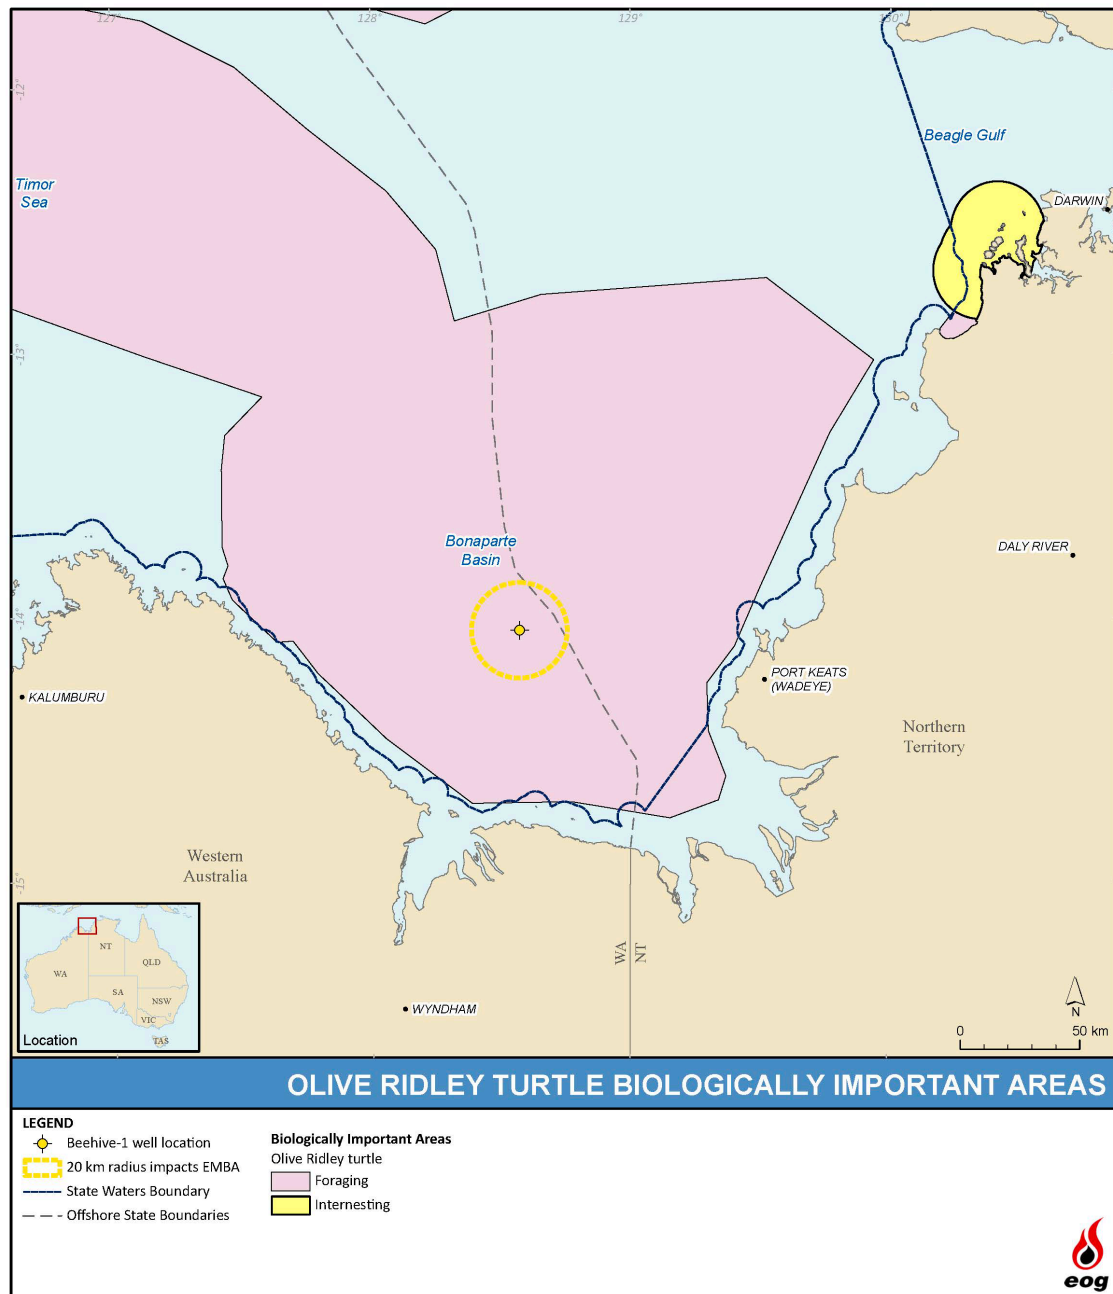 127°
128°
129°
130°
-12°
Beagle Gulf
Timor
Sea
DARWIN
-13°
Bonaparte
Basin
DALY RIVER
-14°
PORT KEATS
(WADEYE)
KALUMBURU
Northern
Territory
Western
Australia
-15°
WA
NT
WYNDHAM
NT
WA
QLD
SA
NSW
VIC
TAS
Location
N
0
50 km
OLIVE RIDLEY TURTLE BIOLOGICALLY IMPORTANT AREAS
LEGEND
Beehive-1 well location
20 km radius impacts EMBA
State Waters Boundary
Offshore State Boundaries
Biologically Important Areas
Olive Ridley turtle
Foraging
Internesting
eog